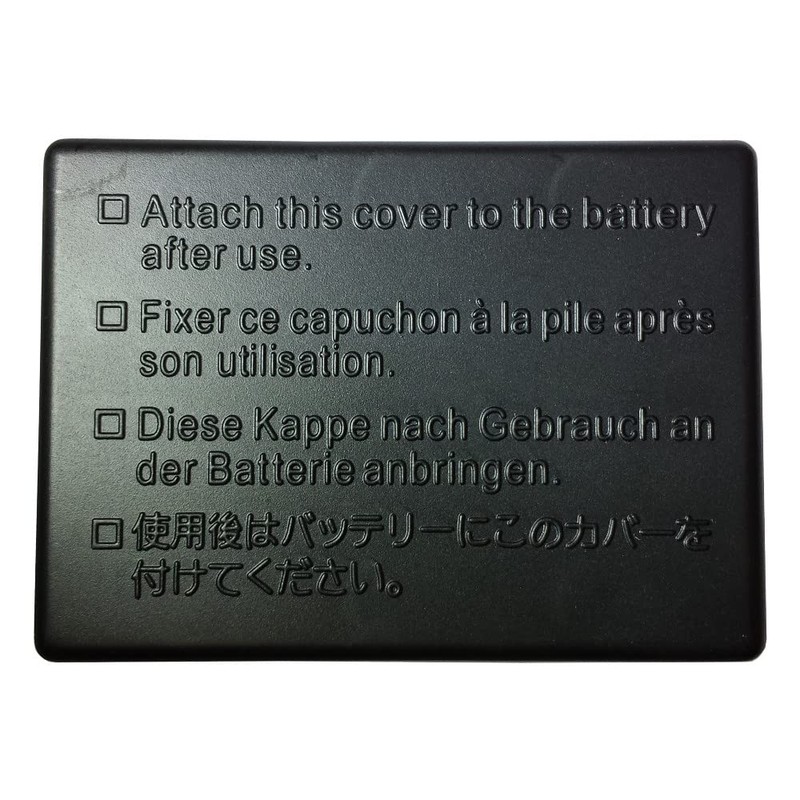 □ Attach this cover to the battery
after use.
□ Fixer ce capuchon à la pile après
son utilisation.
□ Diese Kappe nach Gebrauch an
der Batterie anbringen.
□ 使用後はバッテリーにこのカバーを
付けてください。